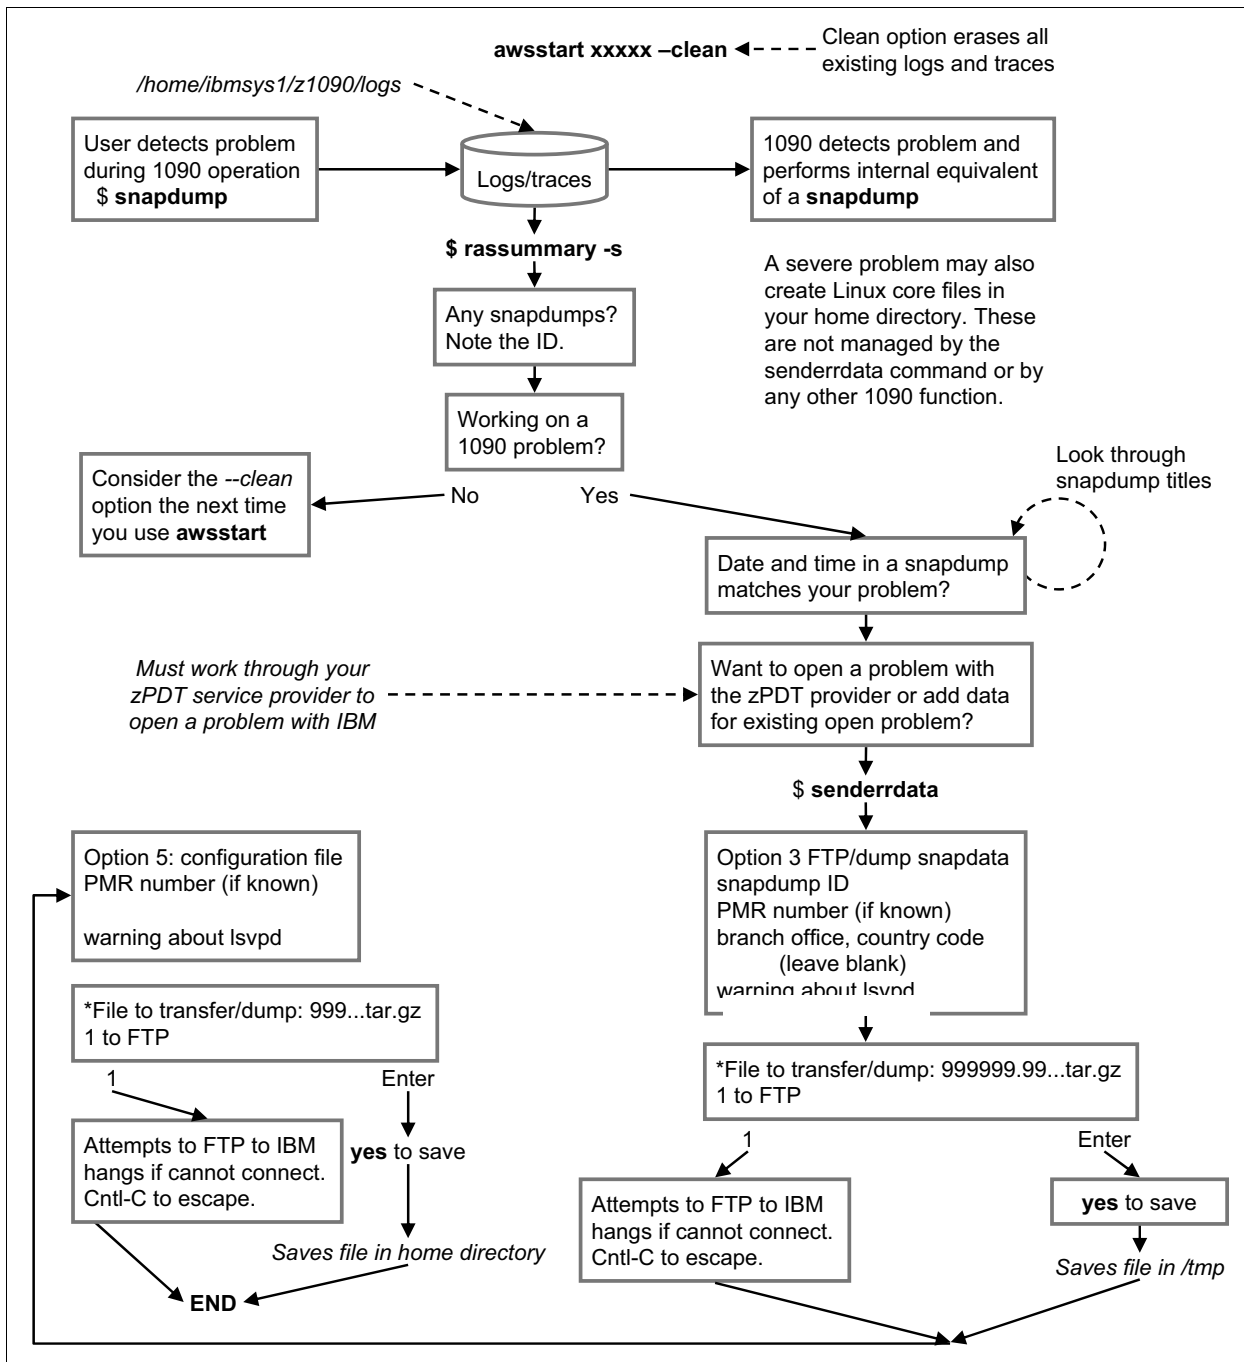 awsstart xxxxx –clean
Clean option erases all
existing logs and traces
/home/ibmsys1/z1090/logs
User detects problem
during 1090 operation
$ snapdump
Logs/traces
1090 detects problem and
performs internal equivalent
of a snapdump
$ rassummary -s
A severe problem may also
create Linux core files in
your home directory. These
are not managed by the
senderrdata command or by
any other 1090 function.
Any snapdumps?
Note the ID.
Working on a
1090 problem?
Look through
snapdump titles
Consider the --clean
option the next time
you use awsstart
No
Yes
Date and time in a snapdump
matches your problem?
Must work through your
zPDT service provider to
open a problem with IBM
Want to open a problem with
the zPDT provider or add data
for existing open problem?
$ senderrdata
Option 5: configuration file
PMR number (if known)
warning about lsvpd
Option 3 FTP/dump snapdata
snapdump ID
PMR number (if known)
branch office, country code
(leave blank)
warning about lsvpd
*File to transfer/dump: 999...tar.gz
1 to FTP
*File to transfer/dump: 999999.99...tar.gz
1 to FTP
1
Enter
Attempts to FTP to IBM
hangs if cannot connect.
Cntl-C to escape.
yes to save
Saves file in home directory
END
1
Enter
Attempts to FTP to IBM
hangs if cannot connect.
Cntl-C to escape.
yes to save
Saves file in /tmp